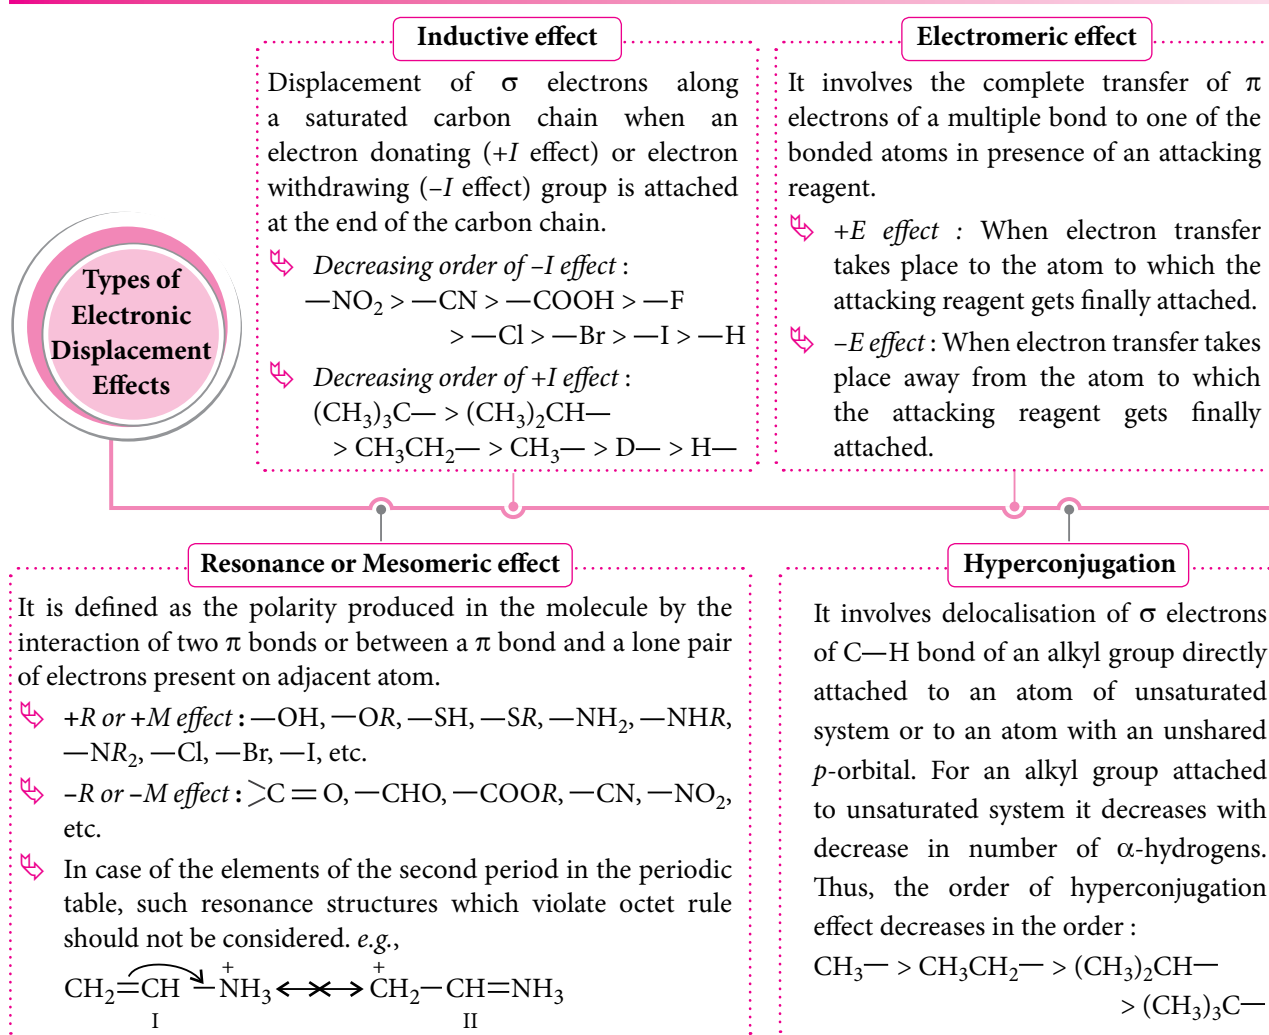 Types of
Electronic
Displacement
Effects
Inductive effect
Displacement of σ electrons along
a saturated carbon chain when an
electron donating (+I effect) or electron
withdrawing (–I effect) group is attached
at the end of the carbon chain.
Decreasing order of –I effect :
—NO₂ > —CN > —COOH > —F
> —Cl > —Br > —I > —H
Decreasing order of +I effect :
(CH₃)₃C— > (CH₃)₂CH—
> CH₃CH₂— > CH₃— > D— > H—
Electromeric effect
It involves the complete transfer of π
electrons of a multiple bond to one of the
bonded atoms in presence of an attacking
reagent.
+E effect : When electron transfer
takes place to the atom to which the
attacking reagent gets finally attached.
–E effect : When electron transfer takes
place away from the atom to which
the attacking reagent gets finally
attached.
Resonance or Mesomeric effect
It is defined as the polarity produced in the molecule by the
interaction of two π bonds or between a π bond and a lone pair
of electrons present on adjacent atom.
+R or +M effect : —OH, —OR, —SH, —SR, —NH₂, —NHR,
—NR₂, —Cl, —Br, —I, etc.
–R or –M effect : >C=O, —CHO, —COOR, —CN, —NO₂,
etc.
In case of the elements of the second period in the periodic
table, such resonance structures which violate octet rule
should not be considered. e.g.,
CH₂=CH—N⁺H₃ ↔ C⁺H₂—CH=NH₃
I II
Hyperconjugation
It involves delocalisation of σ electrons
of C—H bond of an alkyl group directly
attached to an atom of unsaturated
system or to an atom with an unshared
p-orbital. For an alkyl group attached
to unsaturated system it decreases with
decrease in number of α-hydrogens.
Thus, the order of hyperconjugation
effect decreases in the order :
CH₃— > CH₃CH₂— > (CH₃)₂CH—
> (CH₃)₃C—